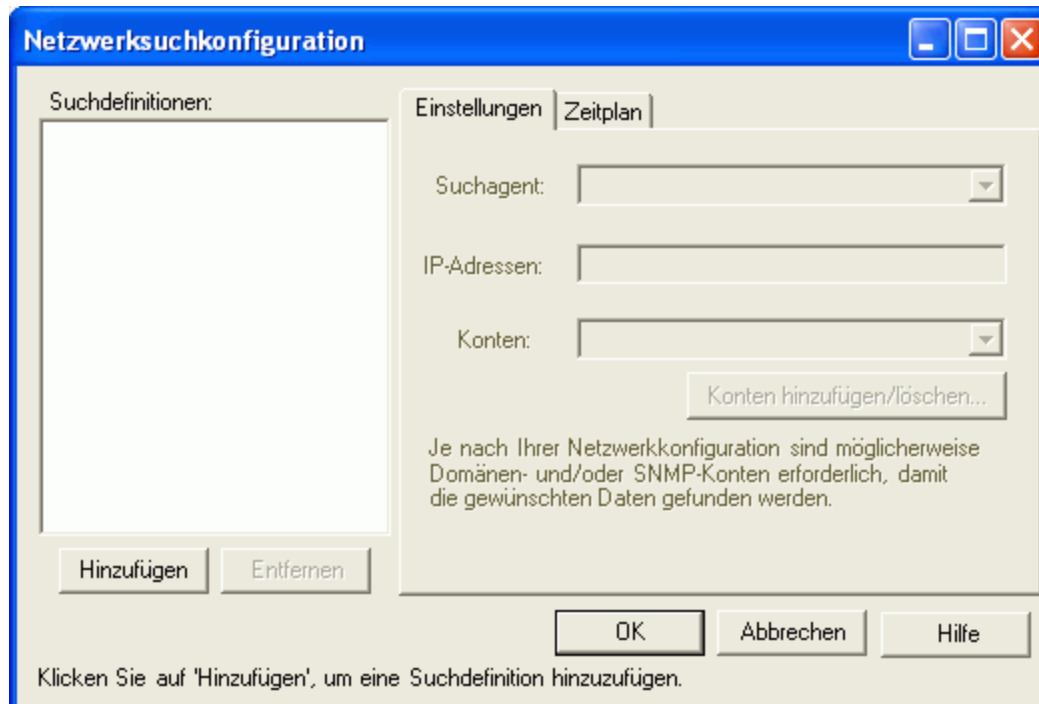 Netzwerksuchkonfiguration
Suchdefinitionen:
Einstellungen
Zeitplan
Suchagent:
IP-Adressen:
Konten:
Konten hinzufügen/löschen...
Je nach Ihrer Netzwerkkonfiguration sind möglicherweise
Domänen- und/oder SNMP-Konten erforderlich, damit
die gewünschten Daten gefunden werden.
Hinzufügen
Entfernen
OK
Abbrechen
Hilfe
Klicken Sie auf 'Hinzufügen', um eine Suchdefinition hinzuzufügen.